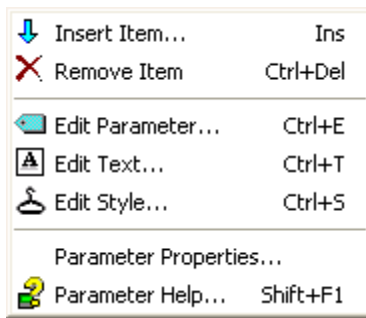 Insert Item... Ins
Remove Item Ctrl+Del
Edit Parameter... Ctrl+E
A Edit Text... Ctrl+T
Edit Style... Ctrl+S
Parameter Properties...
Parameter Help... Shift+F1